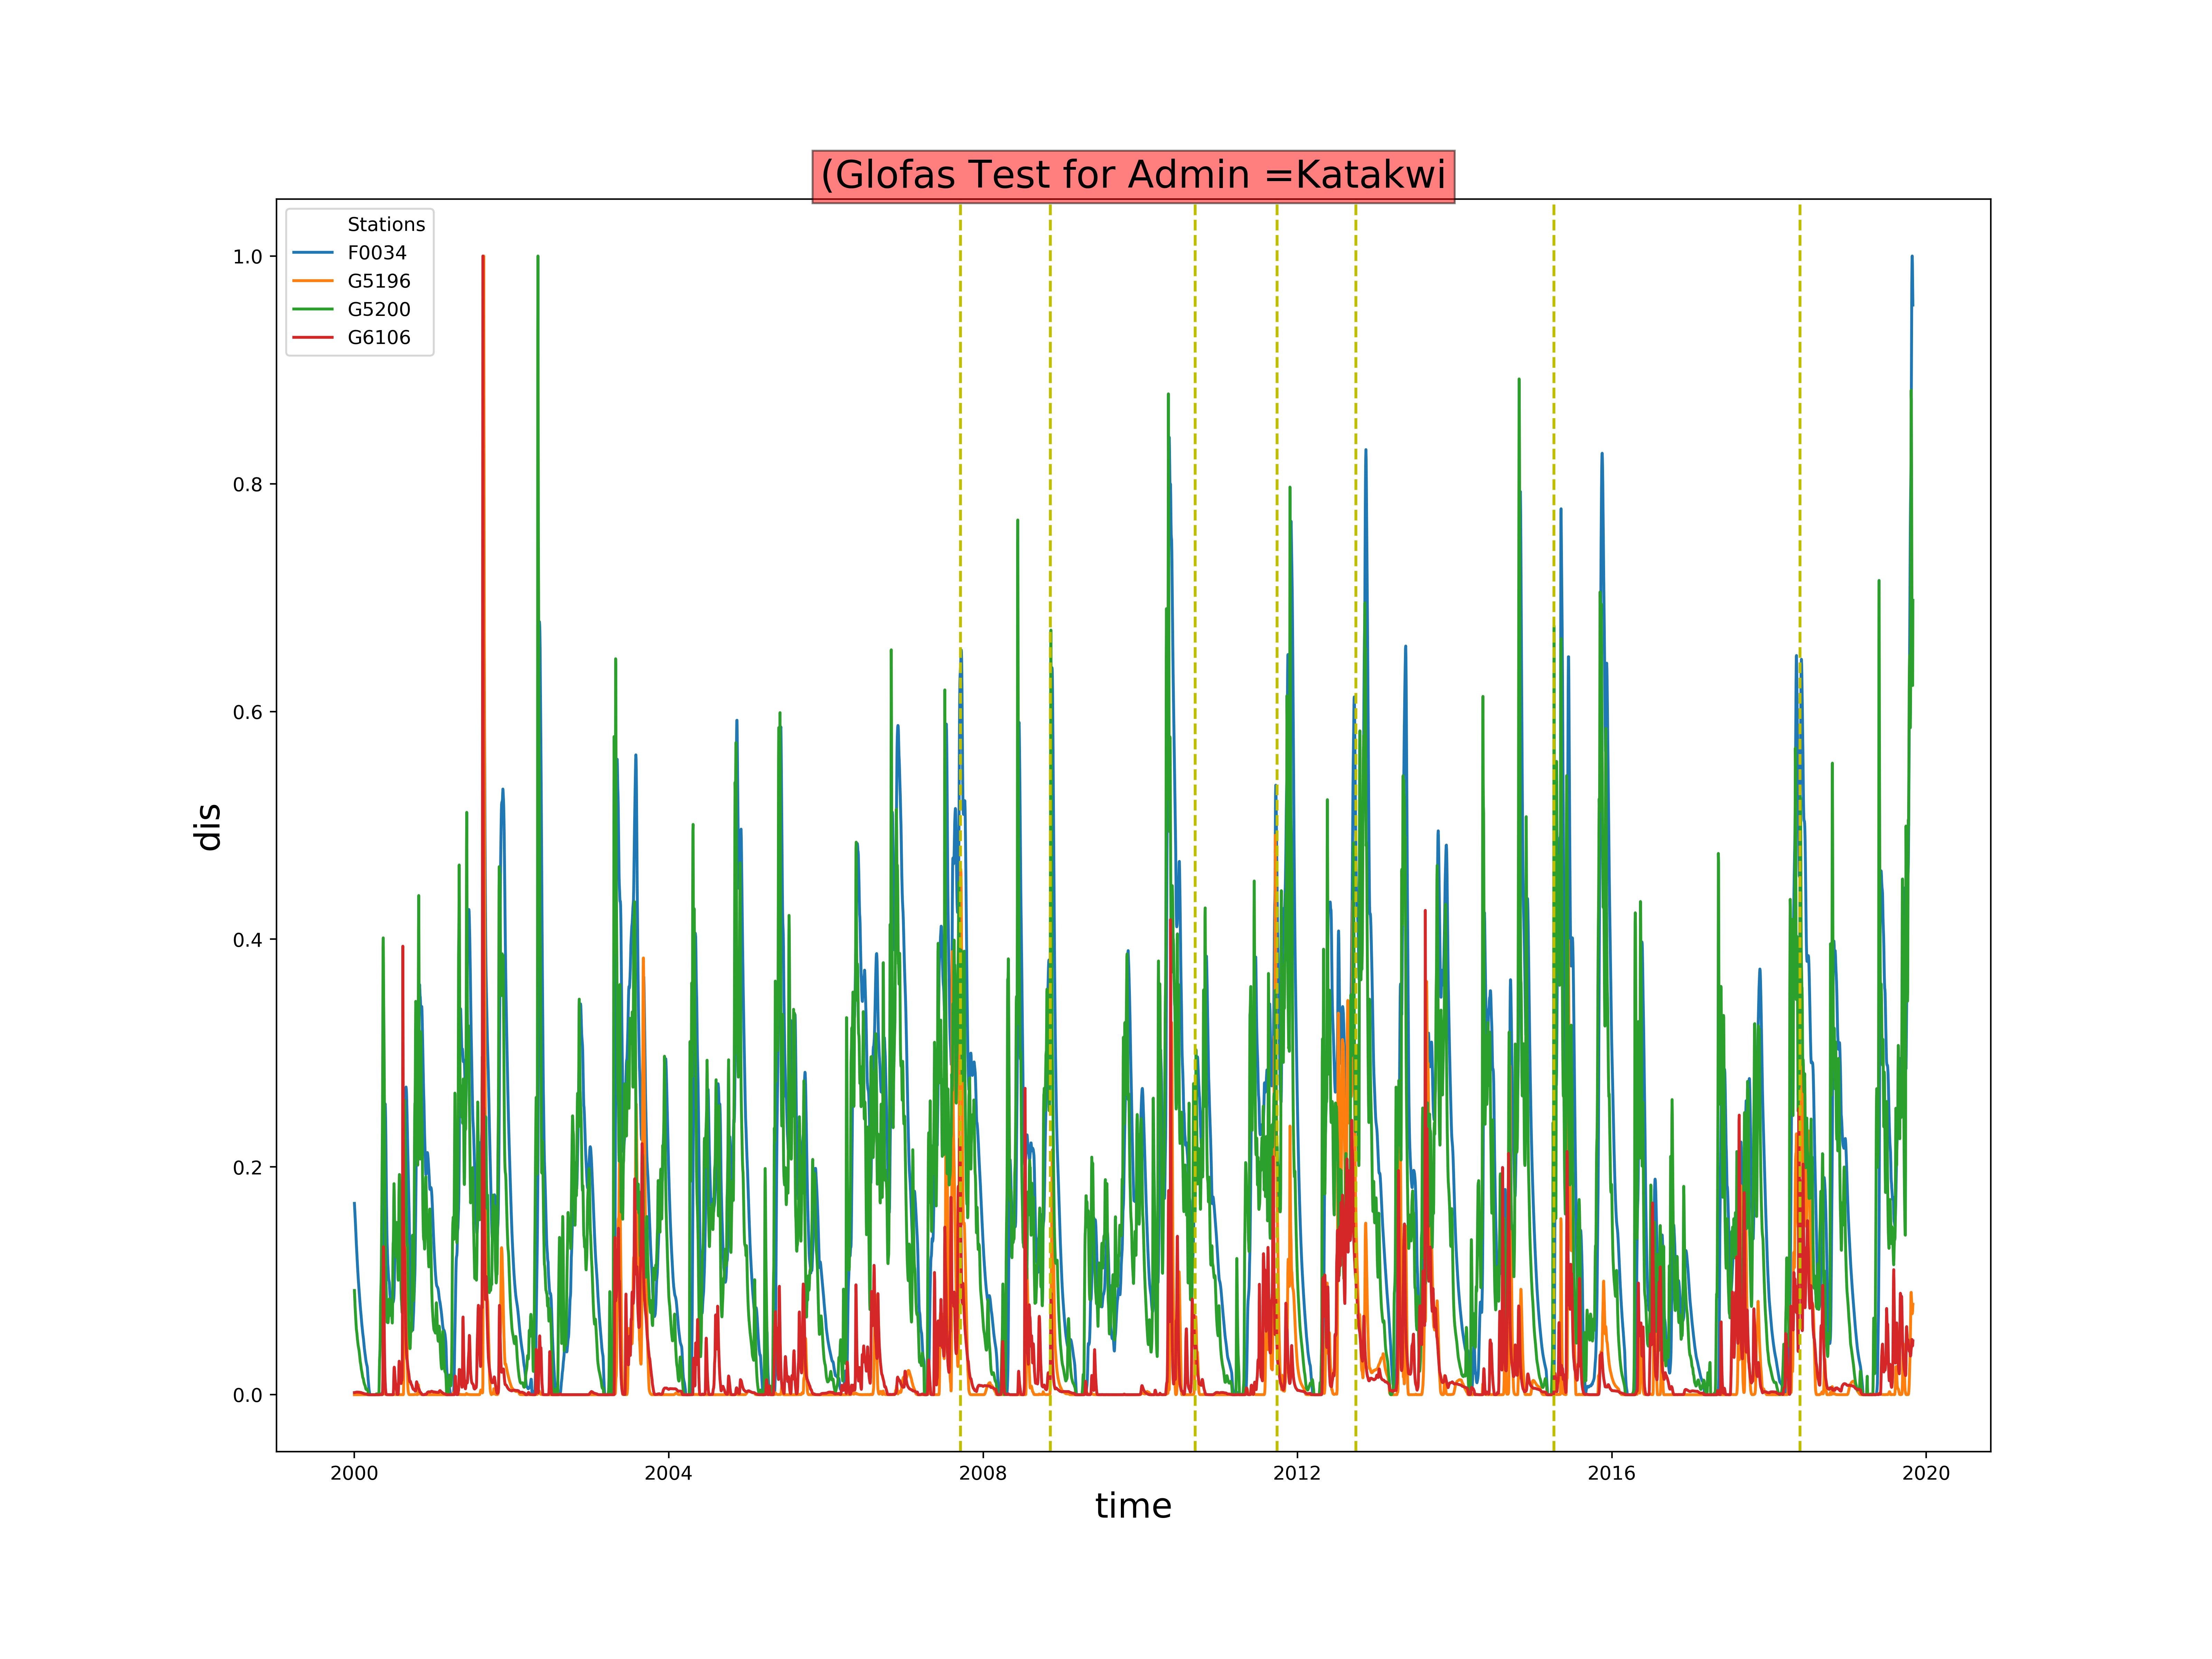 (Glofas Test for Admin =Katakwi
Stations
F0034
G5196
G5200
G6106
1.0
0.8
0.6
0.4
0.2
0.0
dis
2000 2004 2008 2012 2016 2020
time